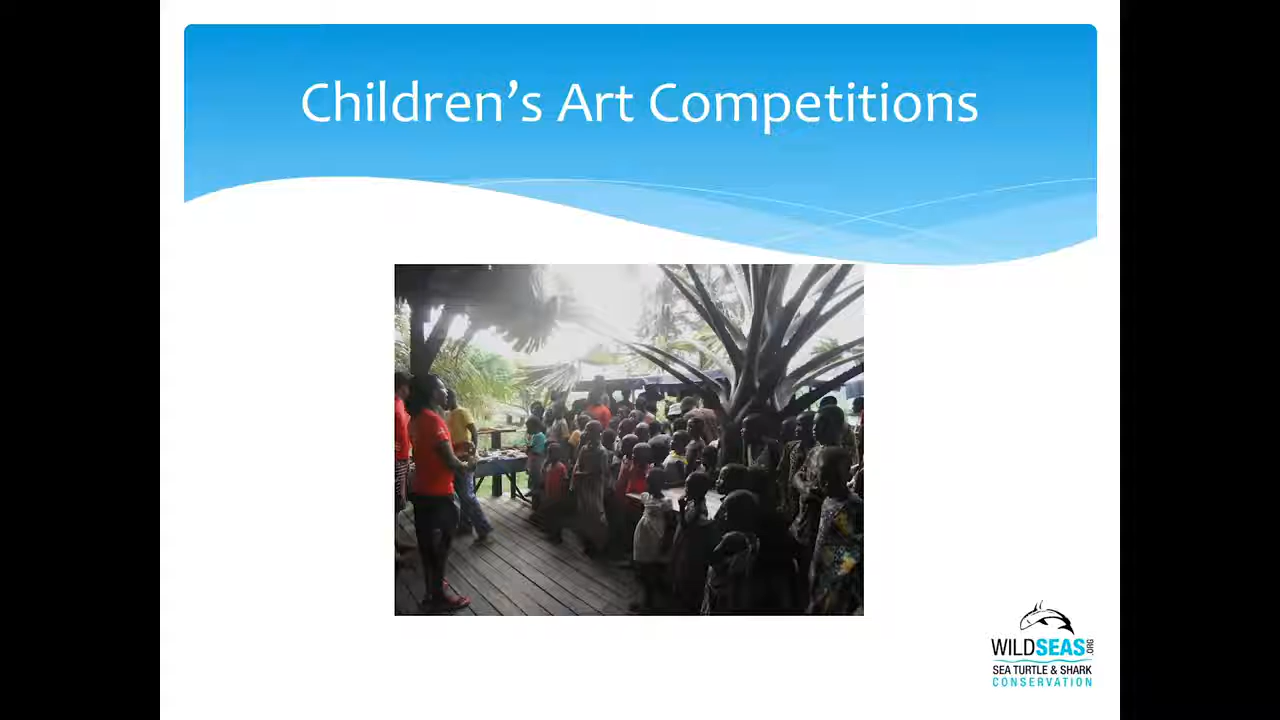 Children’s Art Competitions
WILDSEAS.ORG
SEA TURTLE & SHARK
CONSERVATION